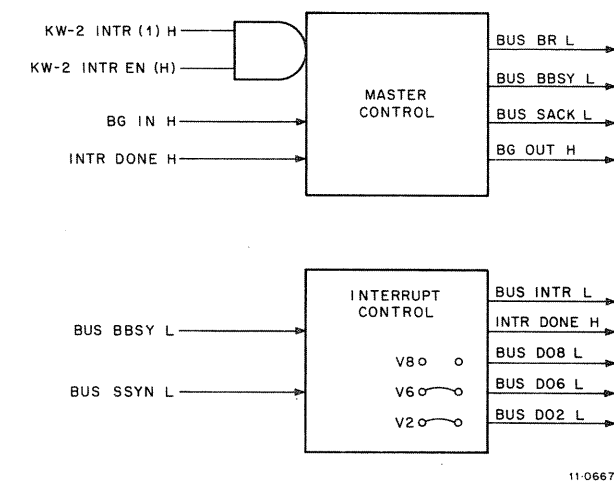 KW-2 INTR (1) H
KW-2 INTR EN (H)
BG IN H
INTR DONE H
MASTER
CONTROL
BUS BR L
BUS BBSY L
BUS SACK L
BG OUT H
BUS BBSY L
BUS SSYN L
INTERRUPT
CONTROL
V8
V6
V2
BUS INTR L
INTR DONE H
BUS D08 L
BUS D06 L
BUS D02 L
11-0667